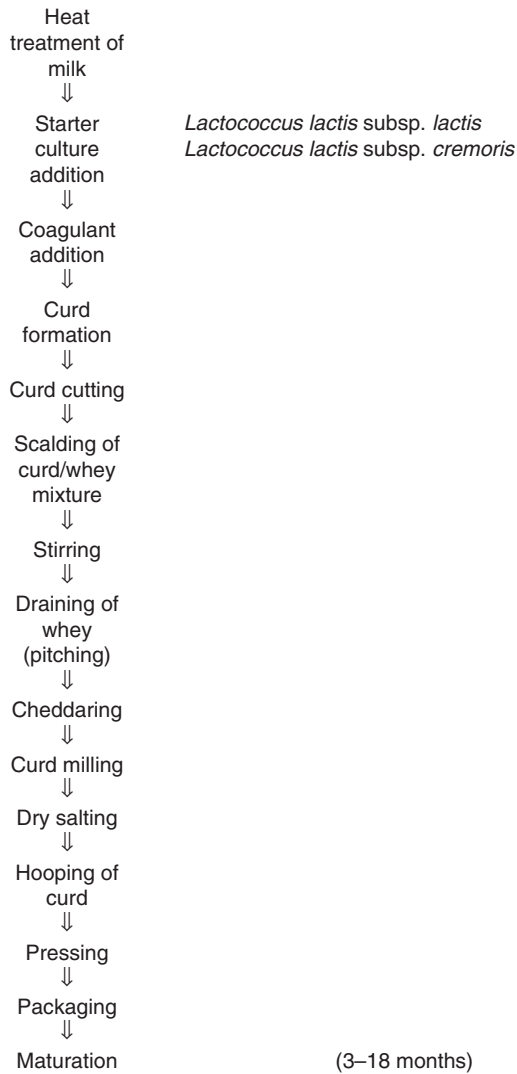 Heat
treatment of
milk
⇓
Starter
culture
addition
Lactococcus lactis subsp. lactis
Lactococcus lactis subsp. cremoris
⇓
Coagulant
addition
⇓
Curd
formation
⇓
Curd cutting
⇓
Scalding of
curd/whey
mixture
⇓
Stirring
⇓
Draining of
whey
(pitching)
⇓
Cheddaring
⇓
Curd milling
⇓
Dry salting
⇓
Hooping of
curd
⇓
Pressing
⇓
Packaging
⇓
Maturation (3–18 months)